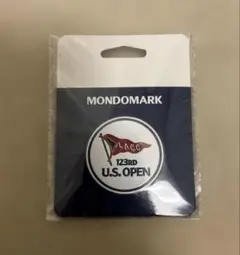 MONDOMARK
LACC
123RD
U.S. OPEN